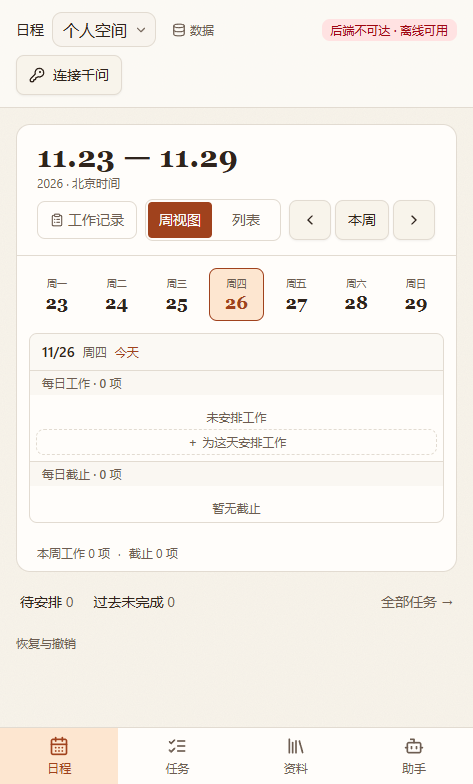 日程 个人空间 数据 后端不可达 · 离线可用
连接千问
11.23 — 11.29
2026 · 北京时间
工作记录 周视图 列表 本周
周一 周二 周三 周四 周五 周六 周日
23 24 25 26 27 28 29
11/26 周四 今天
每日工作 · 0 项
未安排工作
+ 为这天安排工作
每日截止 · 0 项
暂无截止
本周工作 0 项 · 截止 0 项
待安排 0 过去未完成 0 全部任务 →
恢复与撤销
日程 任务 资料 助手